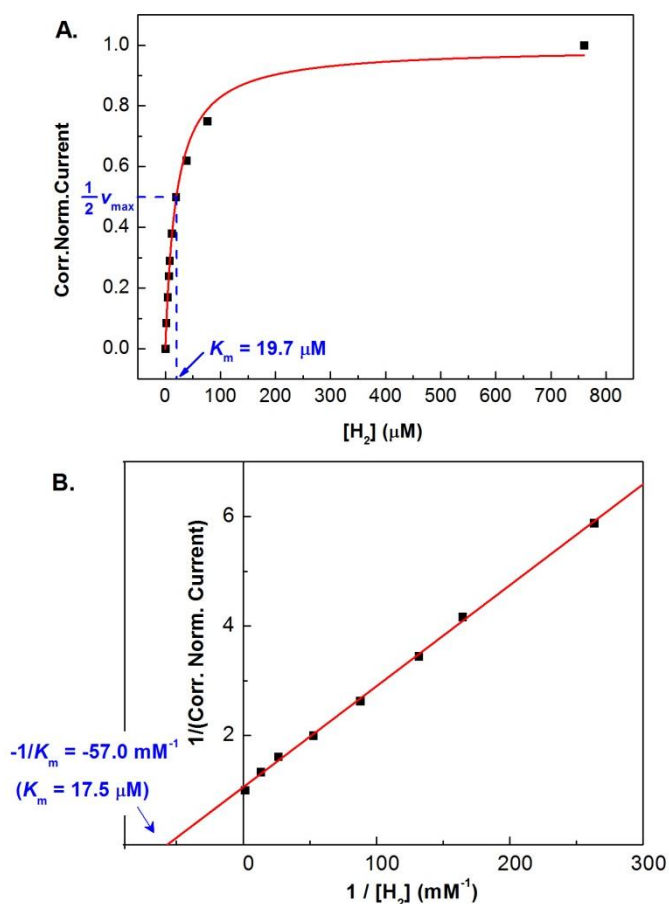 A.
1.0
0.8
0.6
½ vₘₐₓ
0.4
0.2
0.0
Corr.Norm.Current
Kₘ = 19.7 μM
0 100 200 300 400 500 600 700 800
[H₂] (μM)
B.
6
4
2
1/(Corr. Norm. Current)
-1/Kₘ = -57.0 mM⁻¹
(Kₘ = 17.5 μM)
0 100 200 300
1 / [H₂] (mM⁻¹)